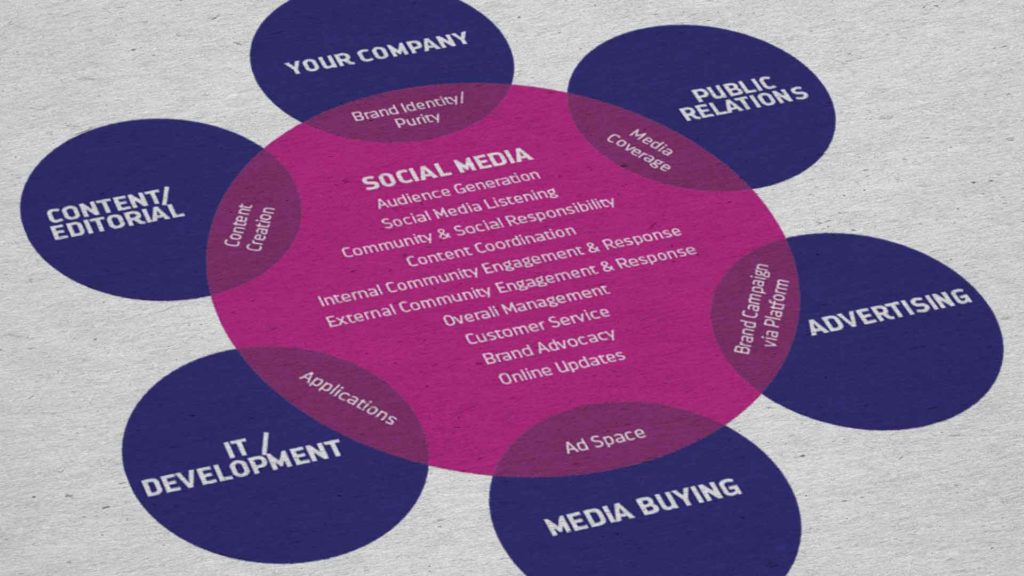 YOUR COMPANY
Brand Identity/
Purity
PUBLIC
RELATIONS
Media
Coverage
CONTENT/
EDITORIAL
Content
Creation
SOCIAL MEDIA
Audience Generation
Social Media Listening
Community & Social Responsibility
Content Coordination
Internal Community Engagement & Response
External Community Engagement & Response
Overall Management
Customer Service
Brand Advocacy
Online Updates
Brand Campaign
via Platform
ADVERTISING
Applications
IT /
DEVELOPMENT
Ad Space
MEDIA BUYING